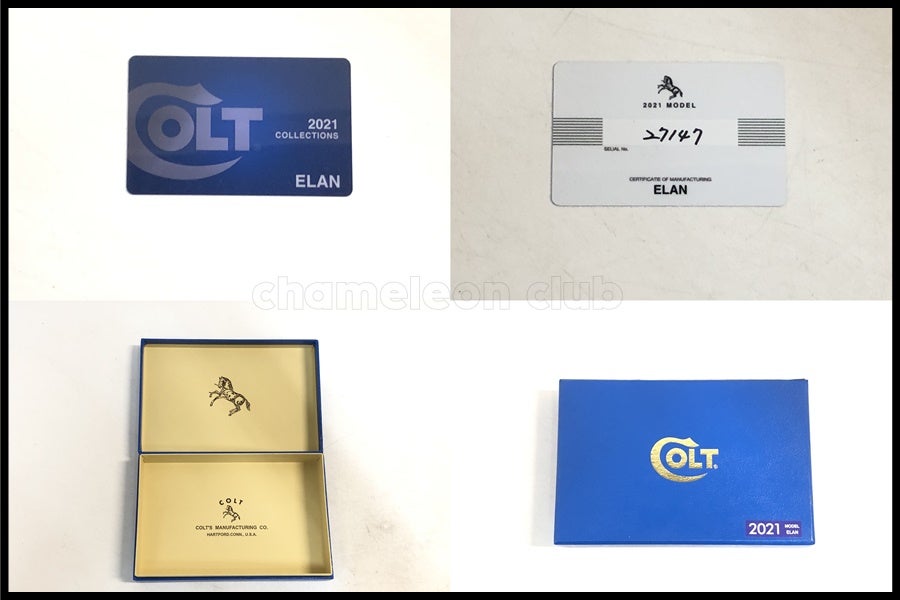 COLT
2021
COLLECTIONS
ELAN
2021 MODEL
27147
SELIAL No.
CERTIFICATE OF MANUFACTURING
ELAN
chameleon club
COLT
COLT'S MANUFACTURING CO.
HARTFORD.CONN., U.S.A.
COLT
2021 MODEL
ELAN